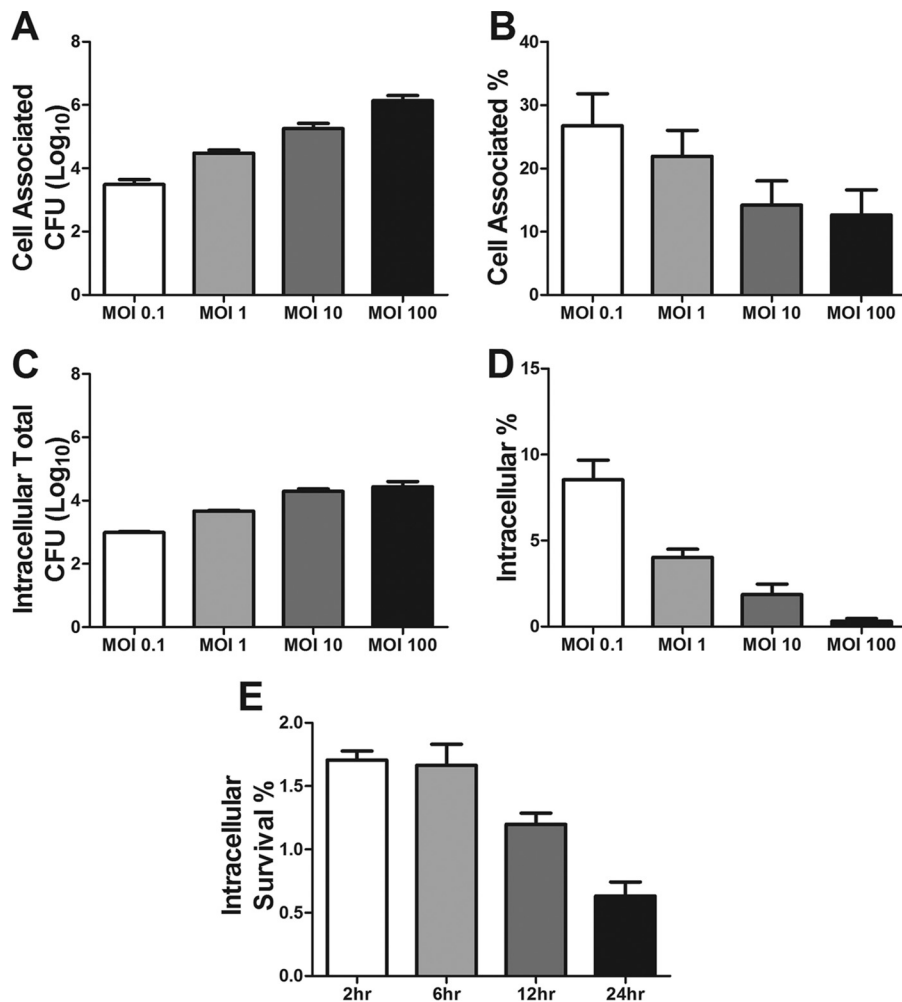 A
Cell Associated
CFU (Log10)
8
6
4
2
0
MOI 0.1 MOI 1 MOI 10 MOI 100
B
Cell Associated %
40
30
20
10
0
MOI 0.1 MOI 1 MOI 10 MOI 100
C
Intracellular Total
CFU (Log10)
8
6
4
2
0
MOI 0.1 MOI 1 MOI 10 MOI 100
D
Intracellular %
15
10
5
0
MOI 0.1 MOI 1 MOI 10 MOI 100
E
Intracellular
Survival %
2.0
1.5
1.0
0.5
0.0
2hr 6hr 12hr 24hr